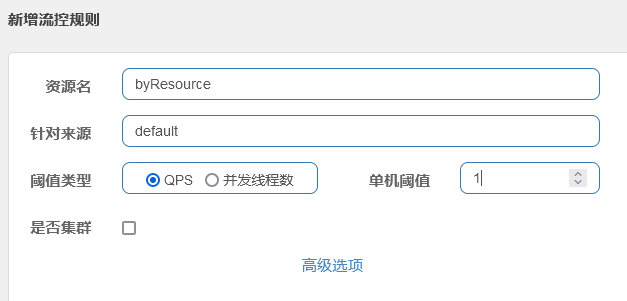 新增流控规则
资源名 byResource
针对来源 default
阈值类型 QPS 并发线程数 单机阈值 1
是否集群
高级选项